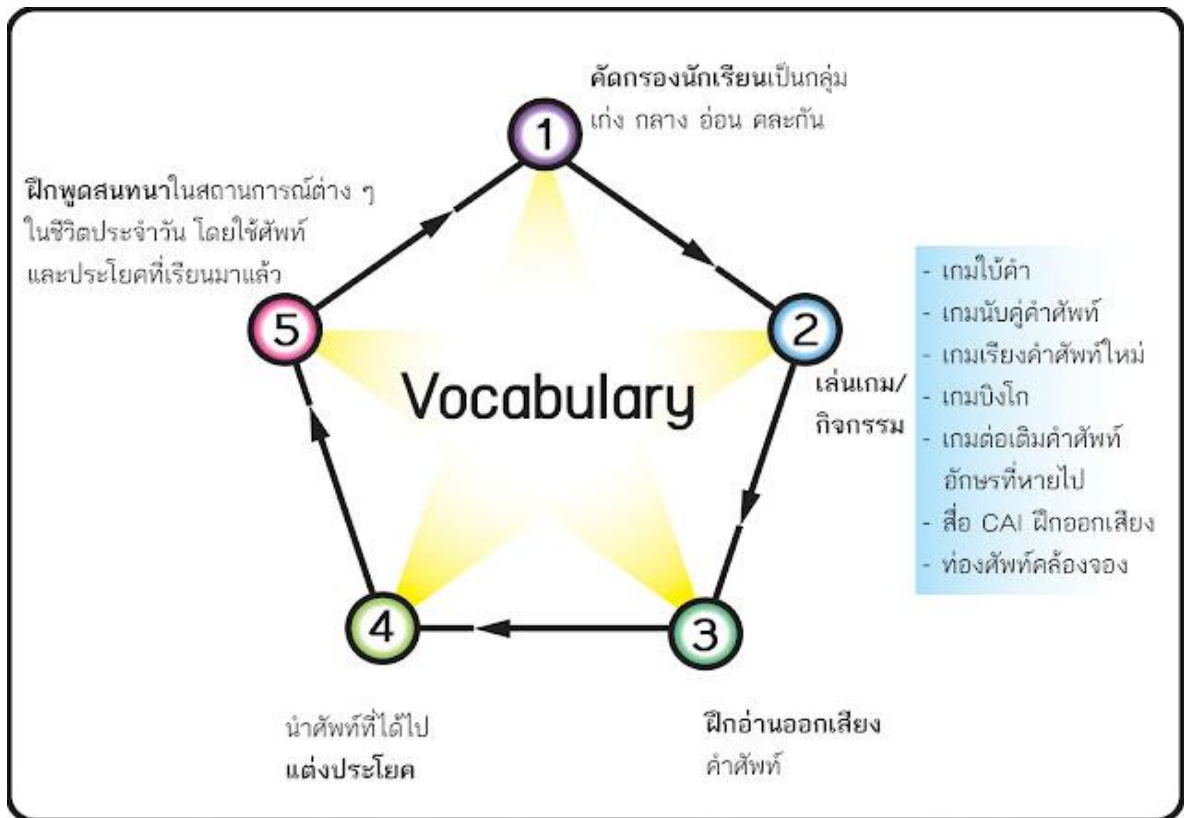 1
คัดกรองนักเรียนเป็นกลุ่ม
เก่ง กลาง อ่อน คละกัน
ฝึกพูดสนทนาในสถานการณ์ต่าง ๆ
ในชีวิตประจำวัน โดยใช้ศัพท์
และประโยคที่เรียนมาแล้ว
5
2
เล่นเกม/
กิจกรรม
- เกมใบ้คำ
- เกมนับคู่คำศัพท์
- เกมเรียงคำศัพท์ใหม่
- เกมบิงโก
- เกมต่อเติมคำศัพท์
อักษรที่หายไป
- สื่อ CAI ฝึกออกเสียง
- ท่องศัพท์คล้องจอง
Vocabulary
4
นำศัพท์ที่ได้ไป
แต่งประโยค
3
ฝึกอ่านออกเสียง
คำศัพท์